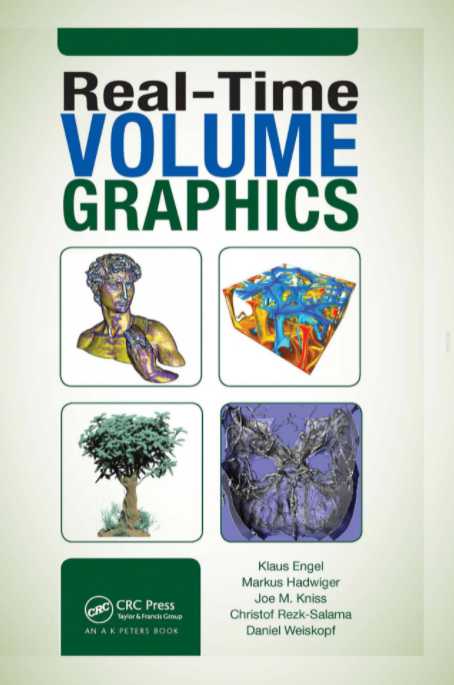 Real-Time
VOLUME
GRAPHICS
Klaus Engel
Markus Hadwiger
Joe M. Kniss
Christof Rezk-Salama
Daniel Weiskopf
CRC
CRC Press
Taylor & Francis Group
AN A K PETERS BOOK